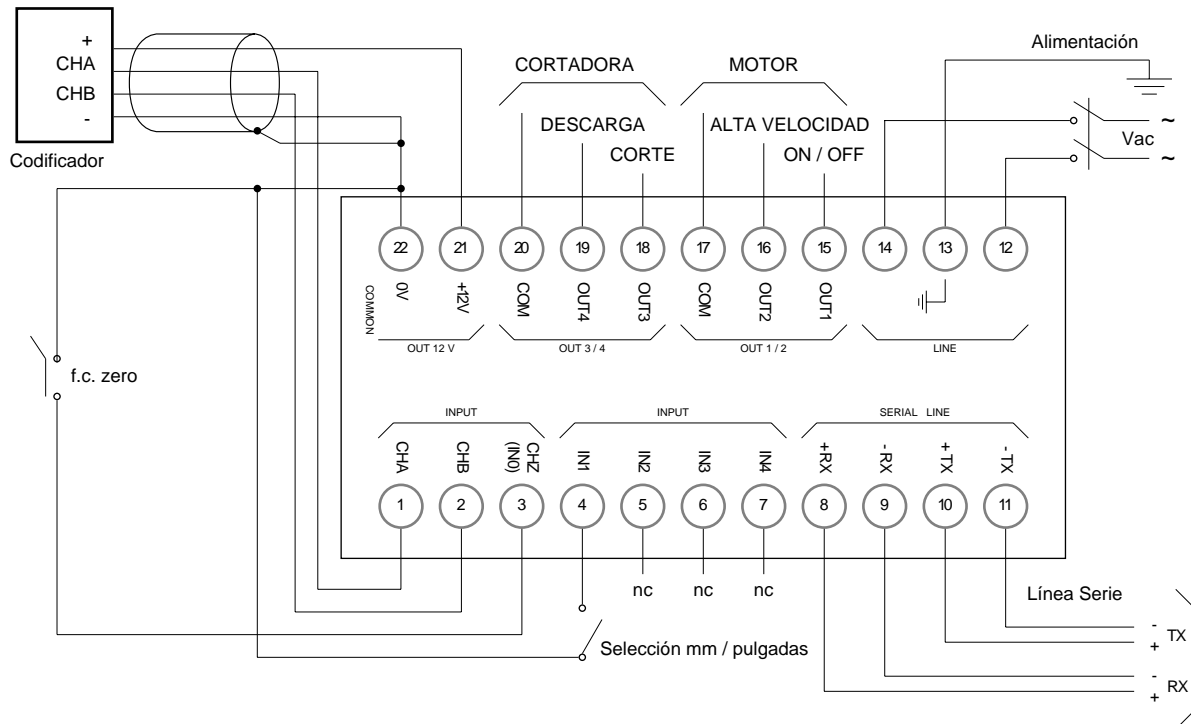 +
CHA
CHB
-
Codificador
CORTADORA
MOTOR
Alimentación
DESCARGA
ALTA VELOCIDAD
CORTE
ON / OFF
~
Vac
~
22
21
20
19
18
17
16
15
14
13
12
COMMON
0V
+12V
COM
OUT4
OUT3
COM
OUT2
OUT1
OUT 12 V
OUT 3 / 4
OUT 1 / 2
LINE
f.c. zero
INPUT
INPUT
SERIAL LINE
CHA
CHB
CHZ
(IN0)
IN1
IN2
IN3
IN4
+RX
-RX
+TX
-TX
1
2
3
4
5
6
7
8
9
10
11
nc
nc
nc
Línea Serie
Selección mm / pulgadas
-
+
TX
-
+
RX